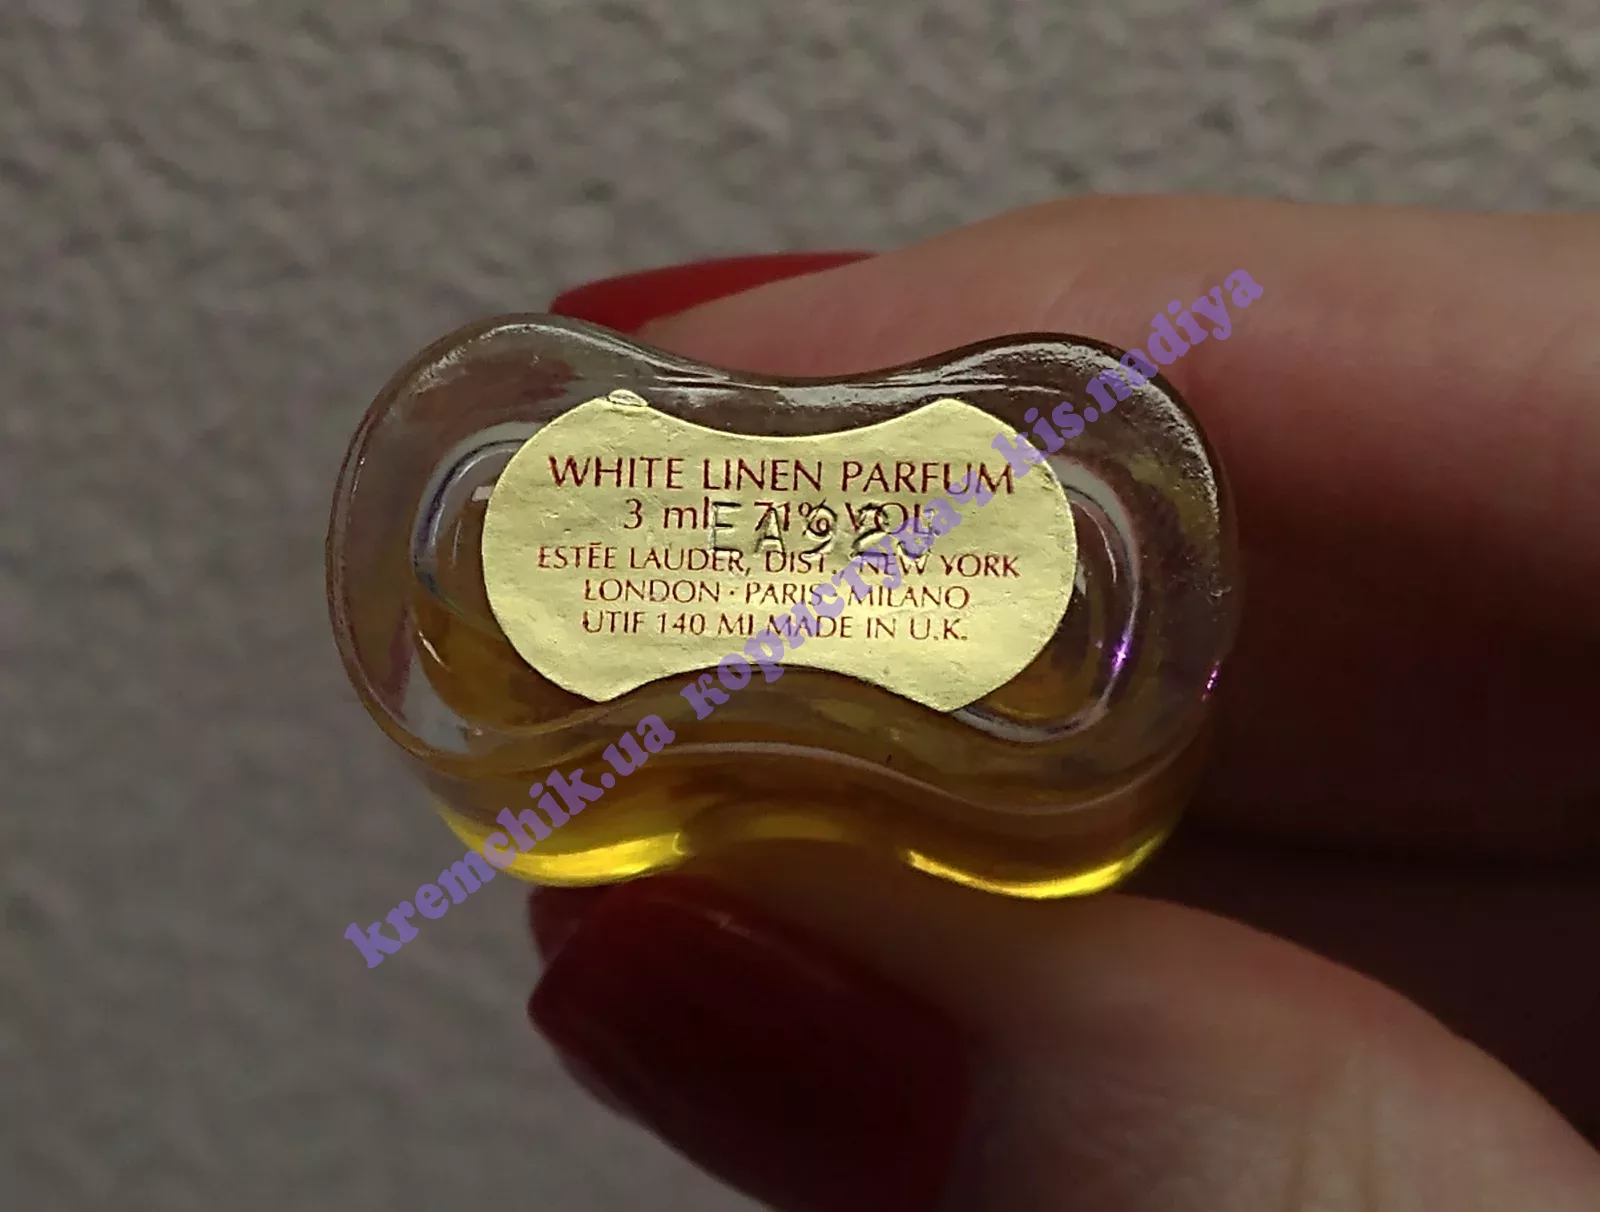 WHITE LINEN PARFUM
3 ml 71% VOL
ESTĒE LAUDER, DIST., NEW YORK
LONDON · PARIS · MILANO
UTIF 140 MI MADE IN U.K.
kremchik.ua користувач kis.nadiya